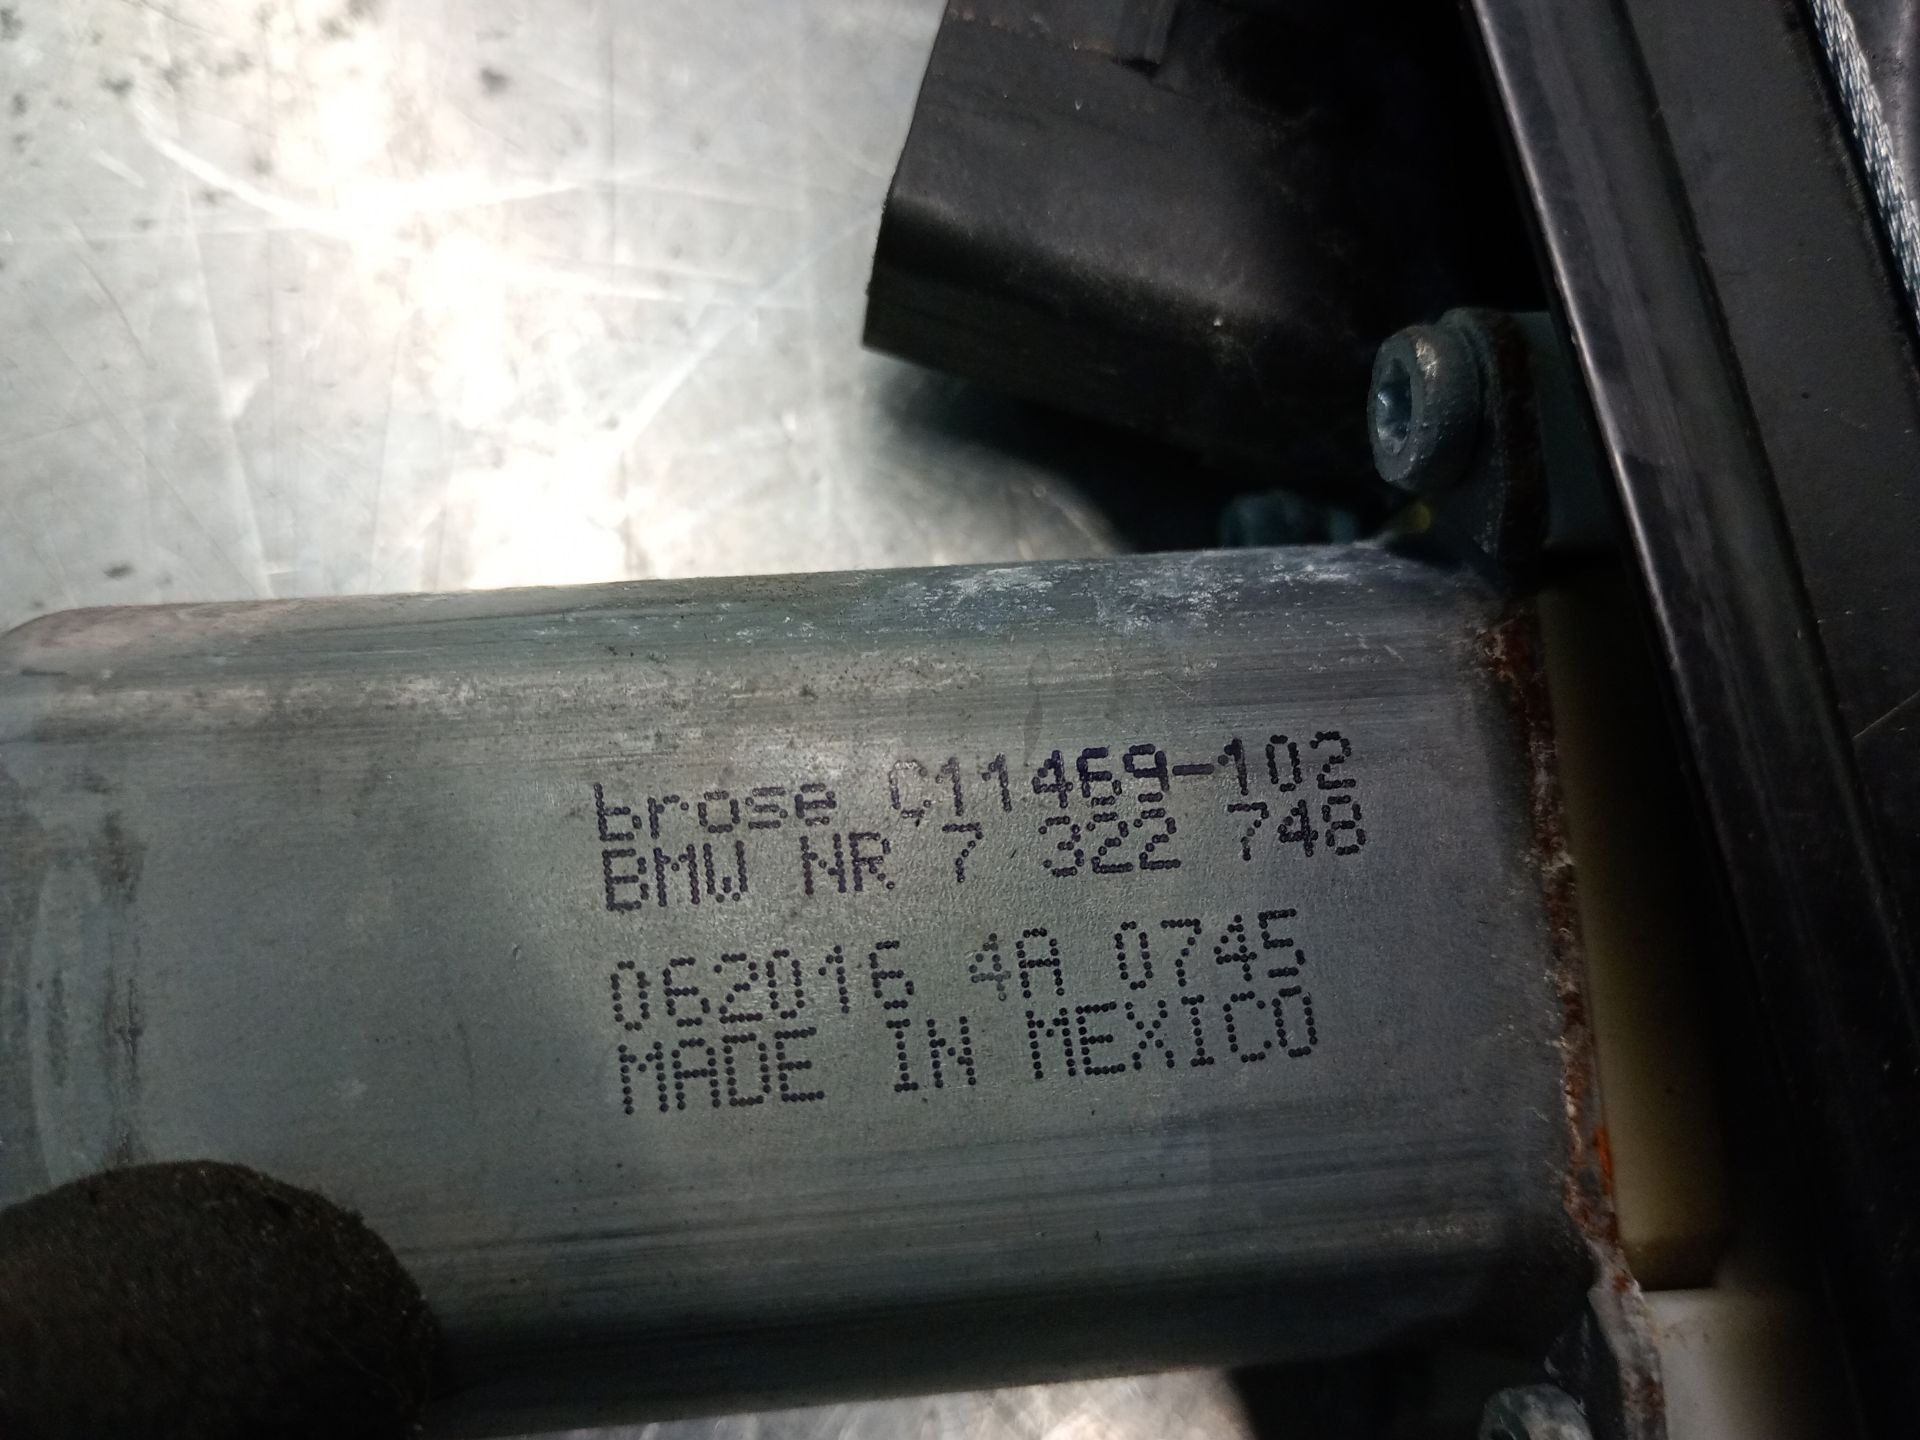 brose C11469-102
BMW NR 7 322 748
062016 4A 0745
MADE IN MEXICO